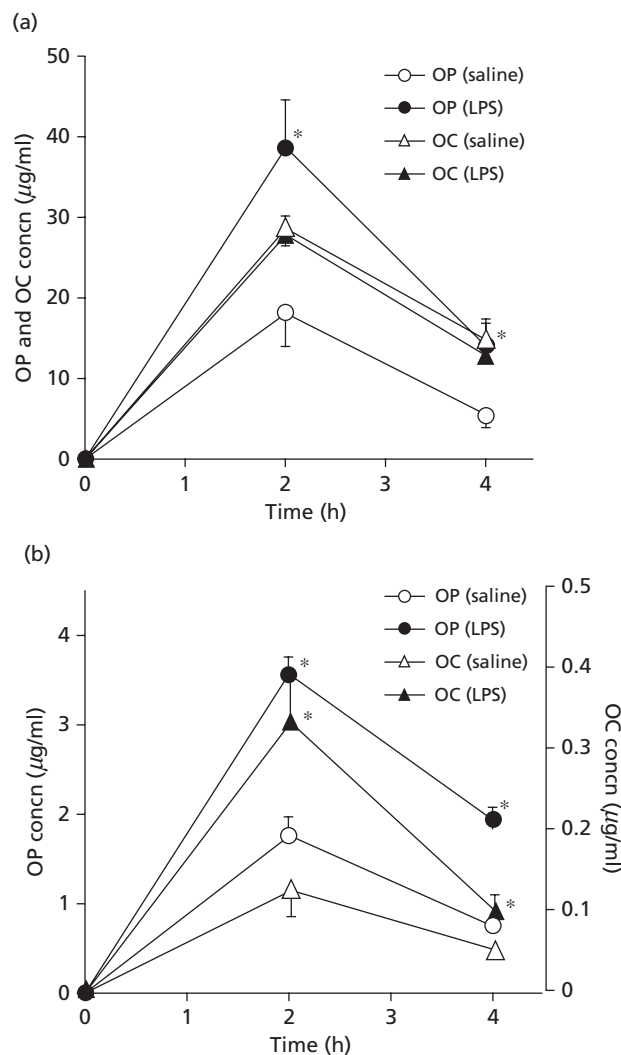 (a)
50
40
30
20
10
0
OP and OC concn (μg/ml)
OP (saline)
OP (LPS)
OC (saline)
OC (LPS)
*
*
0 1 2 3 4
Time (h)
(b)
4
3
2
1
0
OP concn (μg/ml)
OP (saline)
OP (LPS)
OC (saline)
OC (LPS)
*
*
*
*
0.5
0.4
0.3
0.2
0.1
0
OC concn (μg/ml)
0 1 2 3 4
Time (h)